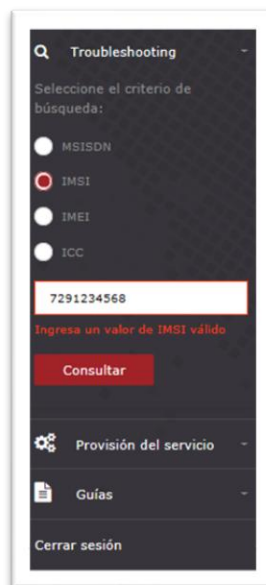 Troubleshooting -
Seleccione el criterio de
búsqueda:
MSISDN
IMSI
IMEI
ICC
7291234568
Ingresa un valor de IMSI válido
Consultar
Provisión del servicio -
Guías -
Cerrar sesión